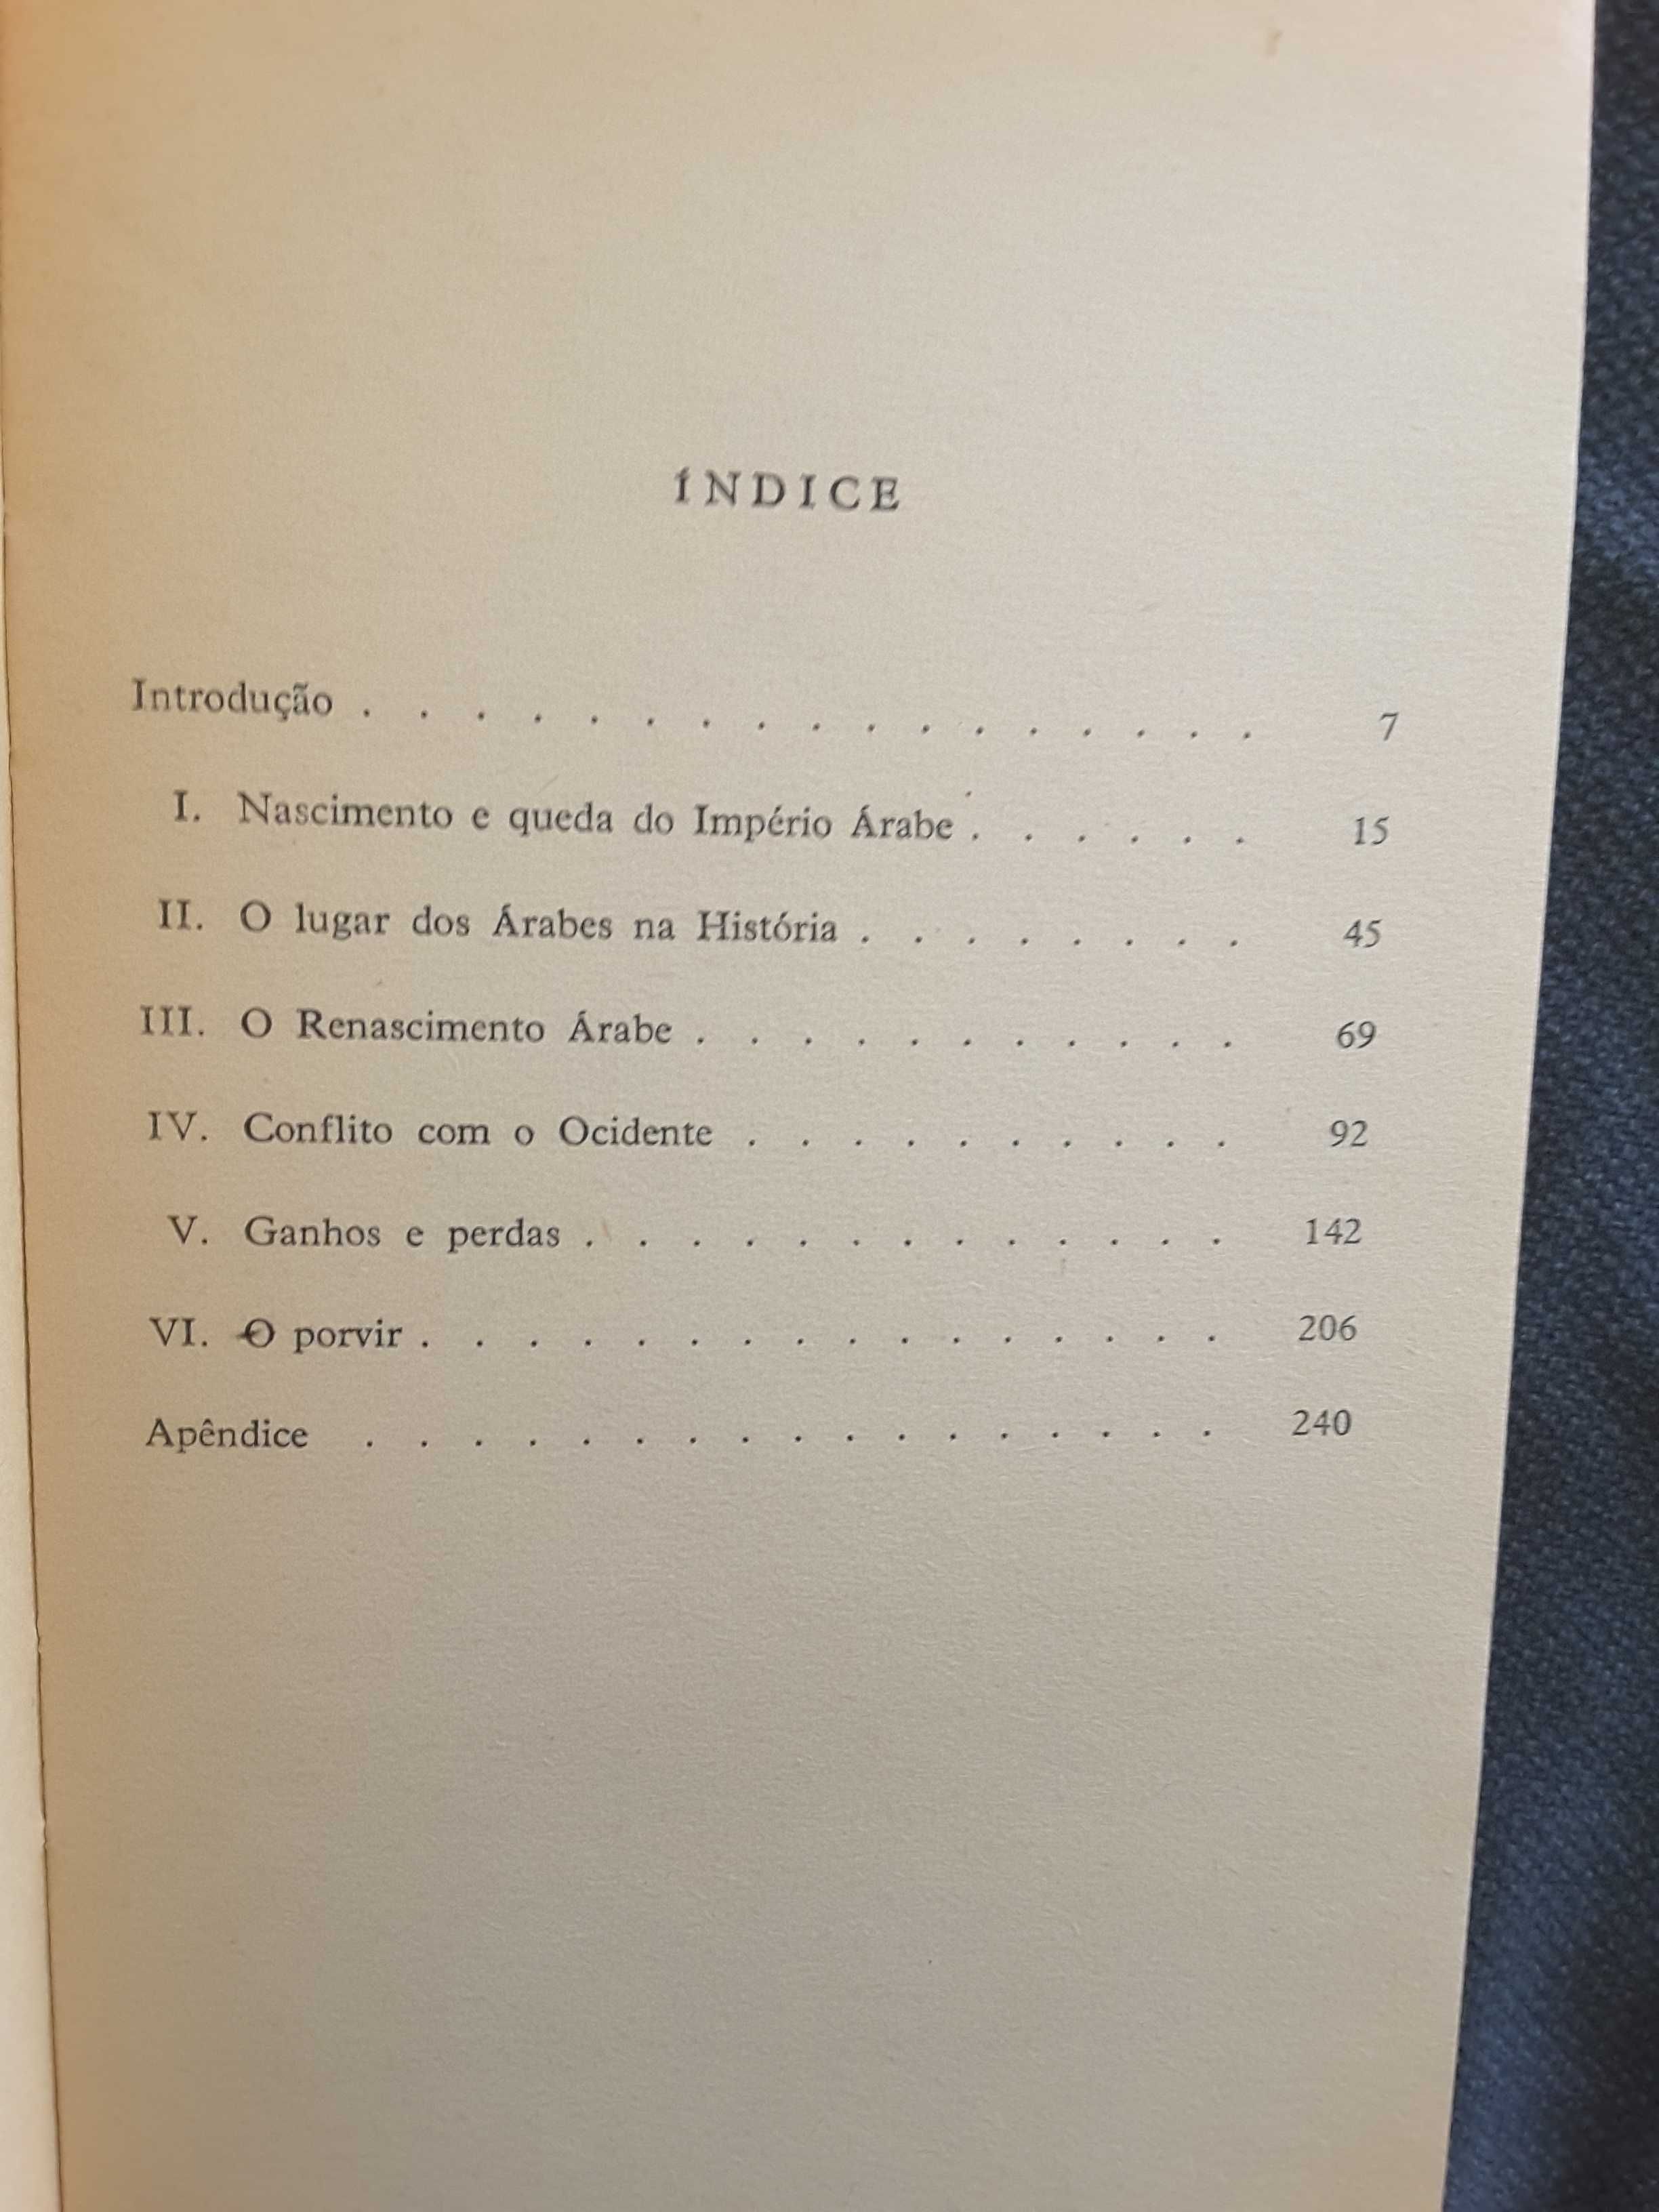 ÍNDICE
Introdução . . . . . . . . . . . . . . . . . 7
I. Nascimento e queda do Império Árabe . . . . . . 15
II. O lugar dos Árabes na História . . . . . . . . 45
III. O Renascimento Árabe . . . . . . . . . . . 69
IV. Conflito com o Ocidente . . . . . . . . . . 92
V. Ganhos e perdas . . . . . . . . . . . . . 142
VI. O porvir . . . . . . . . . . . . . . . . 206
Apêndice . . . . . . . . . . . . . . . . . 240